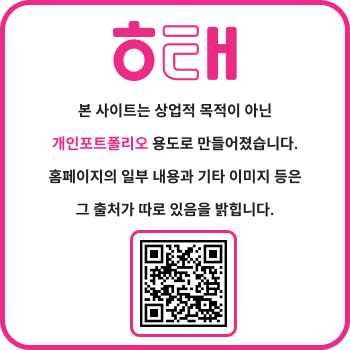 해태
본 사이트는 상업적 목적이 아닌
개인포트폴리오 용도로 만들어졌습니다.
홈페이지의 일부 내용과 기타 이미지 등은
그 출처가 따로 있음을 밝힙니다.